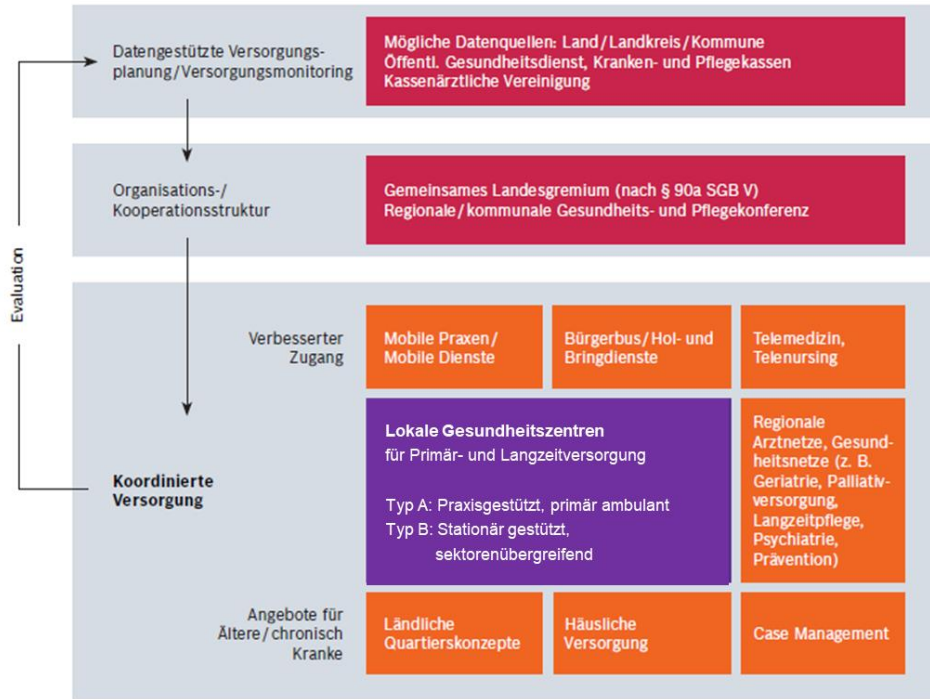 Datengestützte Versorgungs-
planung/Versorgungsmonitoring
Mögliche Datenquellen: Land/Landkreis/Kommune
Öffentl. Gesundheitsdienst, Kranken- und Pflegekassen
Kassenärztliche Vereinigung
Organisations-/
Kooperationsstruktur
Gemeinsames Landesgremium (nach § 90a SGB V)
Regionale/kommunale Gesundheits- und Pflegekonferenz
Evaluation
Verbesserter
Zugang
Mobile Praxen/
Mobile Dienste
Bürgerbus/Hol- und
Bringdienste
Telemedizin,
Telenursing
Koordinierte
Versorgung
Lokale Gesundheitszentren
für Primär- und Langzeitversorgung
Typ A: Praxisgestützt, primär ambulant
Typ B: Stationär gestützt,
sektorenübergreifend
Regionale
Arztnetze, Gesund-
heitsnetze (z. B.
Geriatrie, Palliativ-
versorgung,
Langzeitpflege,
Psychiatrie,
Prävention)
Angebote für
Ältere/chronisch
Kranke
Ländliche
Quartierskonzepte
Häusliche
Versorgung
Case Management